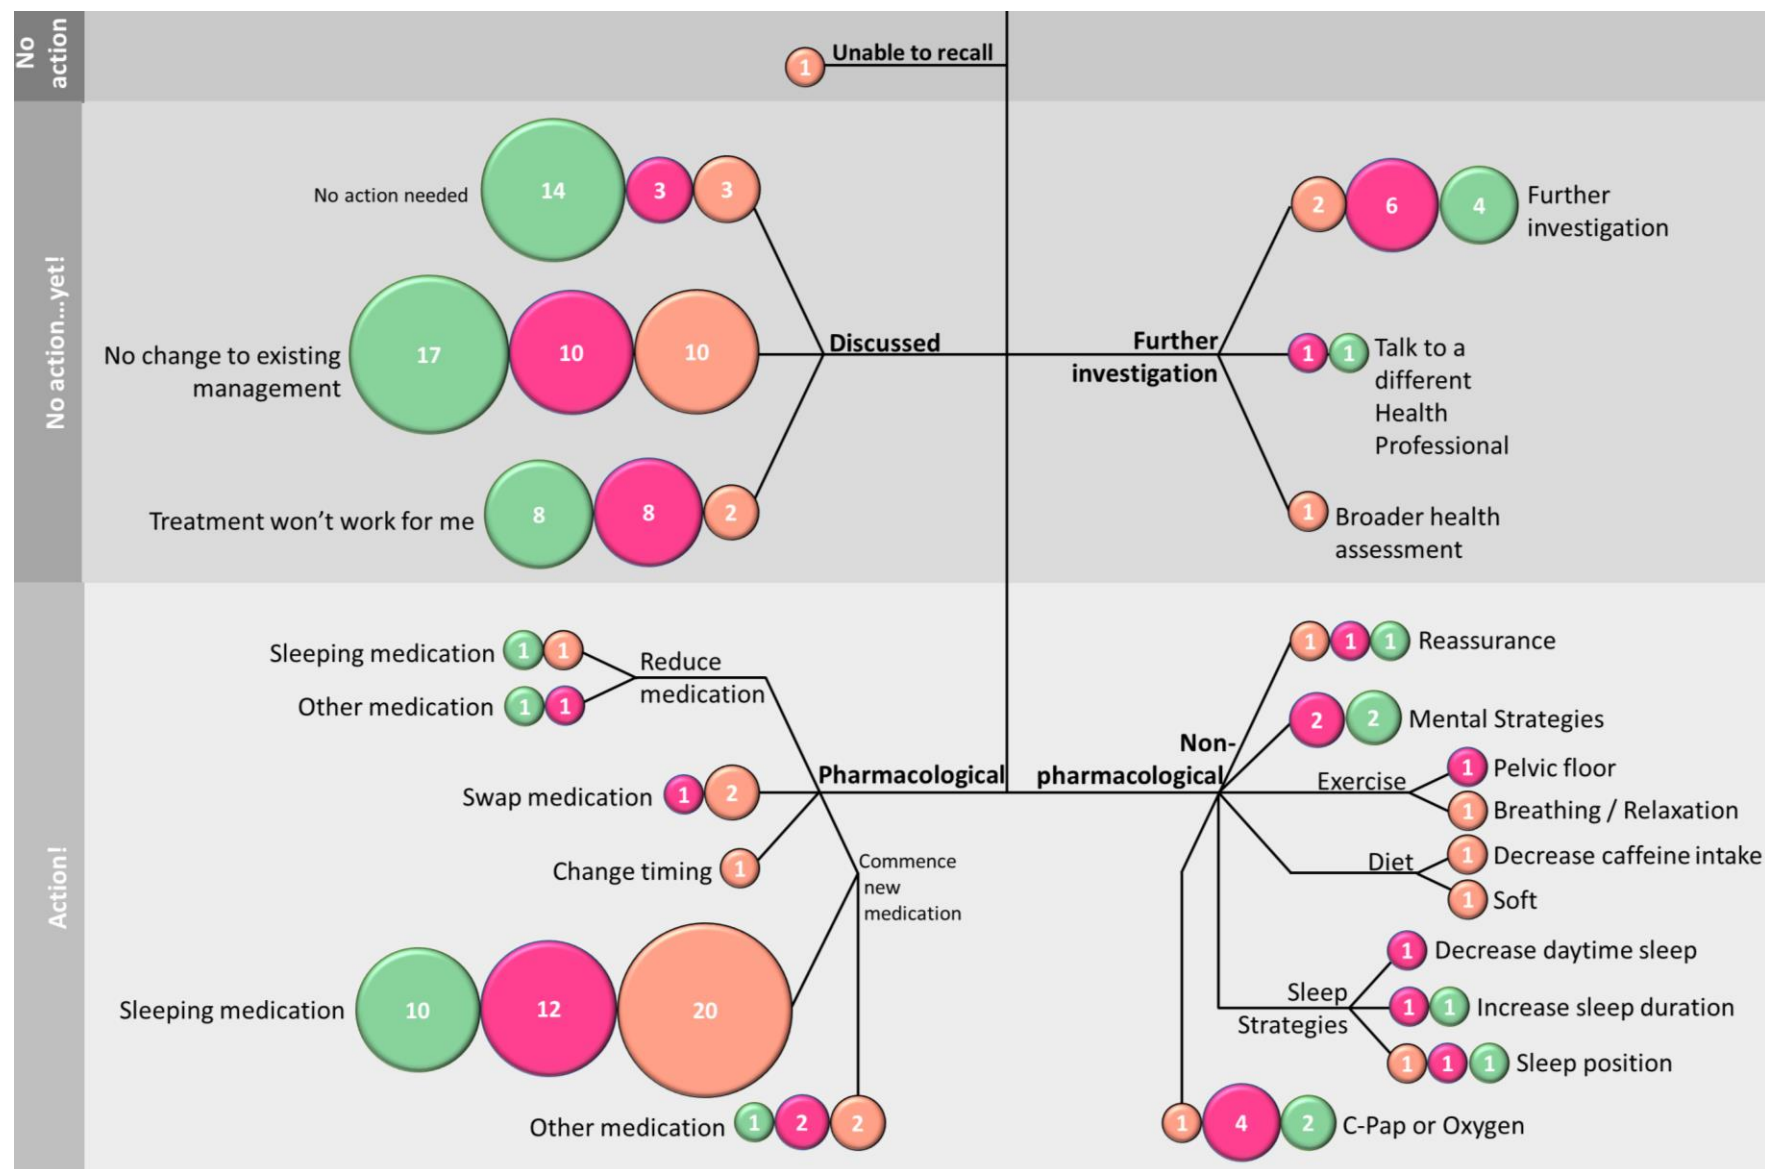 No
action
1
Unable to recall
No action...yet!
No action needed
14
3
3
No change to existing
management
17
10
10
Treatment won't work for me
8
8
2
Discussed
Further
investigation
2
6
4
Further
investigation
1
1
Talk to a
different
Health
Professional
1
Broader health
assessment
Action!
Sleeping medication
1
1
Other medication
1
1
Reduce
medication
Swap medication
1
2
Change timing
1
Pharmacological
Commence
new
medication
Sleeping medication
10
12
20
Other medication
1
2
2
Non-
pharmacological
1
1
1
Reassurance
2
2
Mental Strategies
Exercise
1
Pelvic floor
1
Breathing / Relaxation
Diet
1
Decrease caffeine intake
1
Soft
Sleep
Strategies
1
Decrease daytime sleep
1
1
Increase sleep duration
1
1
1
Sleep position
1
4
2
C-Pap or Oxygen